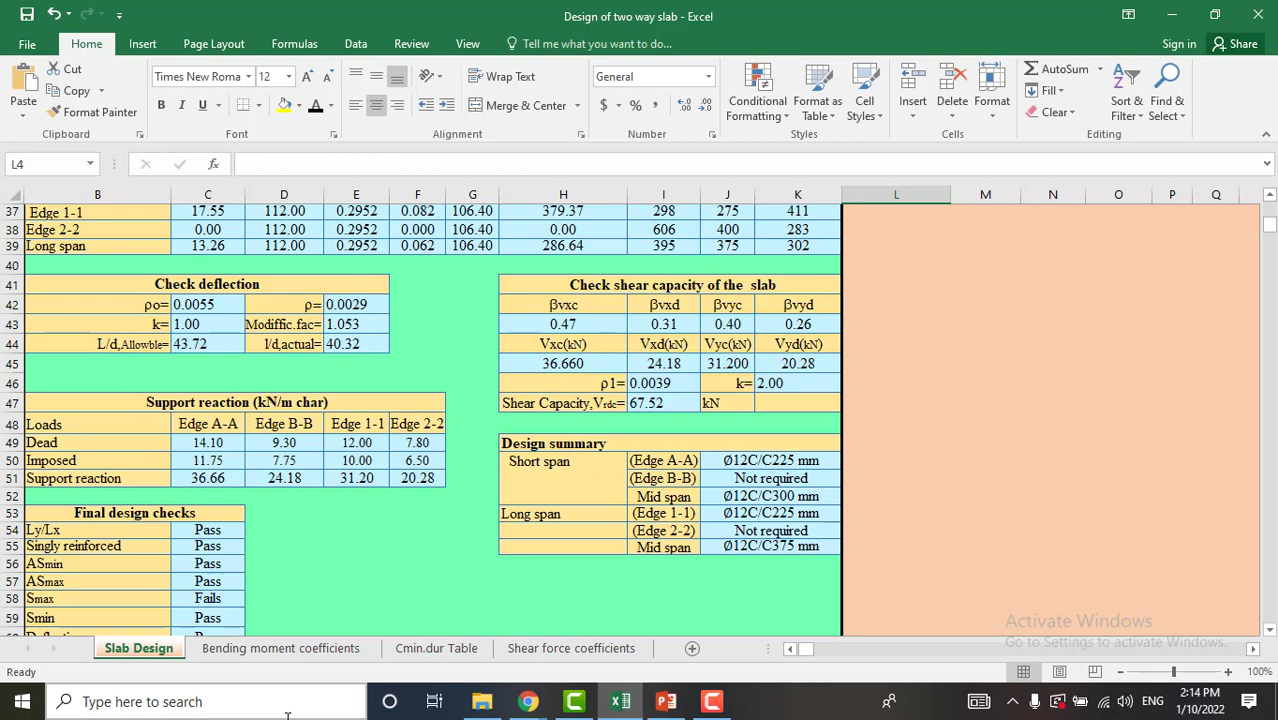 Design of two way slab - Excel
File Home Insert Page Layout Formulas Data Review View Tell me what you want to do... Sign in Share
Paste Cut Copy Format Painter Clipboard
Times New Roma 12 B I U A Font
Wrap Text Merge & Center Alignment
General $ % , Number
Conditional Formatting Format as Table Cell Styles Styles
Insert Delete Format Cells
AutoSum Fill Clear Sort & Filter Find & Select Editing
L4 fx
B C D E F G H I J K L M N O P Q
37 Edge 1-1 17.55 112.00 0.2952 0.082 106.40 379.37 298 275 411
38 Edge 2-2 0.00 112.00 0.2952 0.000 106.40 0.00 606 400 283
39 Long span 13.26 112.00 0.2952 0.062 106.40 286.64 395 375 302
40
41 Check deflection Check shear capacity of the slab
42 ρo= 0.0055 ρ= 0.0029 βvxc βvxd βvyc βvyd
43 k= 1.00 Modiffic.fac= 1.053 0.47 0.31 0.40 0.26
44 L/d,Allowble= 43.72 l/d,actual= 40.32 Vxc(kN) Vxd(kN) Vyc(kN) Vyd(kN)
45 36.660 24.18 31.200 20.28
46 ρ1= 0.0039 k= 2.00
47 Support reaction (kN/m char) Shear Capacity,Vrdc= 67.52 kN
48 Loads Edge A-A Edge B-B Edge 1-1 Edge 2-2
49 Dead 14.10 9.30 12.00 7.80 Design summary
50 Imposed 11.75 7.75 10.00 6.50 Short span (Edge A-A) Ø12C/C225 mm
51 Support reaction 36.66 24.18 31.20 20.28 (Edge B-B) Not required
52 Mid span Ø12C/C300 mm
53 Final design checks Long span (Edge 1-1) Ø12C/C225 mm
54 Ly/Lx Pass (Edge 2-2) Not required
55 Singly reinforced Pass Mid span Ø12C/C375 mm
56 ASmin Pass
57 ASmax Pass
58 Smax Fails
59 Smin Pass
Activate Windows
Go to Settings to activate Windows.
Slab Design Bending moment coefficients Cmin.dur Table Shear force coefficients
Ready 100%
Type here to search ENG 2:14 PM
1/10/2022